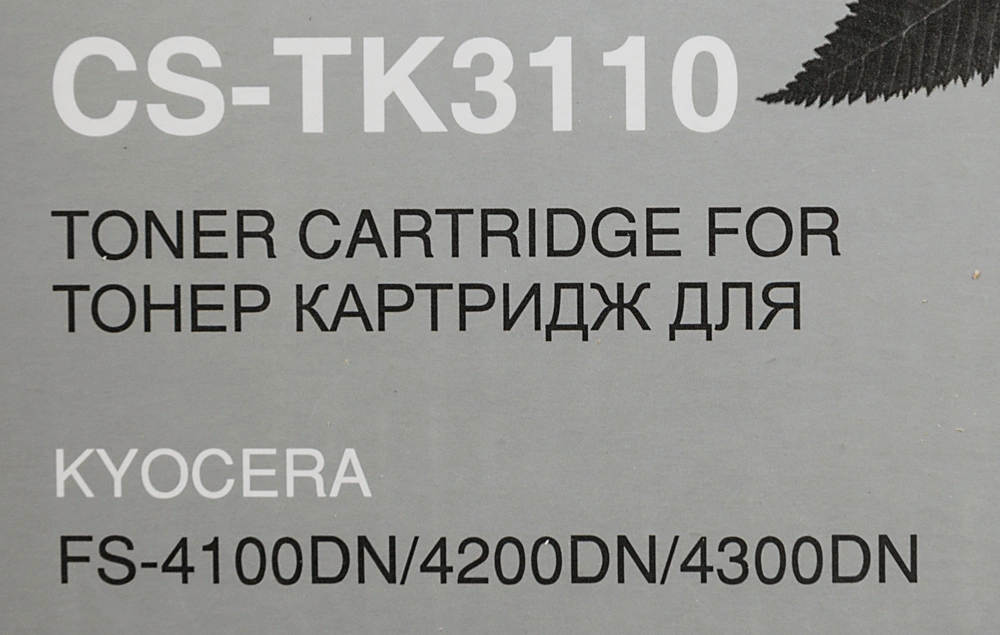 CS-TK3110
TONER CARTRIDGE FOR
ТОНЕР КАРТРИДЖ ДЛЯ
KYOCERA
FS-4100DN/4200DN/4300DN